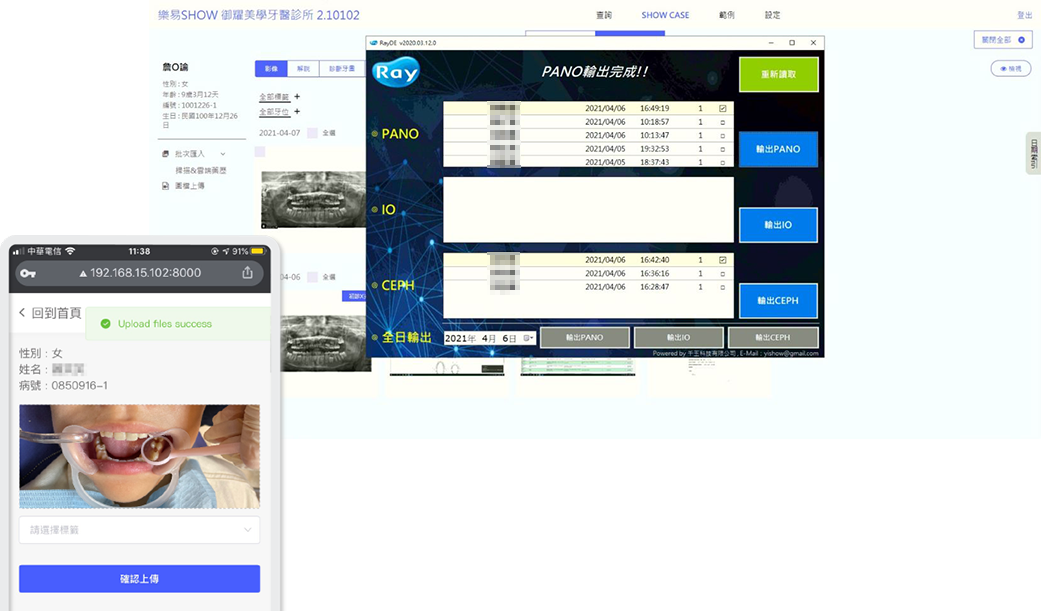 樂易SHOW 御耀美學牙醫診所 2.10102
查詢
SHOW CASE
範例
設定
登出
關閉全部
檢視
日期索引
詹O諭
性別 : 女
年齡 : 9歲3月12天
編號 : 1001226-1
生日 : 民國100年12月26
日
批次匯入
掃描&雲端藥歷
圖檔上傳
影像
解說
診斷牙圖
全部標籤 +
全部牙位 +
2021-04-07
全備
04-06
全備
RayDE v2020.03.12.0
Ray
PANO輸出完成!!
重新讀取
PANO
2021/04/06 16:49:19 1
2021/04/06 10:18:57 1
2021/04/06 10:13:47 1
2021/04/05 19:32:53 1
2021/04/05 18:37:43 1
輸出PANO
IO
輸出IO
CEPH
2021/04/06 16:42:40 1
2021/04/06 16:36:16 1
2021/04/06 16:28:47 1
輸出CEPH
全日輸出
2021年 4月 6日
輸出PANO
輸出IO
輸出CEPH
Powered by 千王科技有限公司 , E-Mail : yishow@gmail.com
中華電信
11:38
91%
192.168.15.102:8000
回到首頁
Upload files success
性別 : 女
姓名 :
病號 : 0850916-1
請選擇標籤
確認上傳